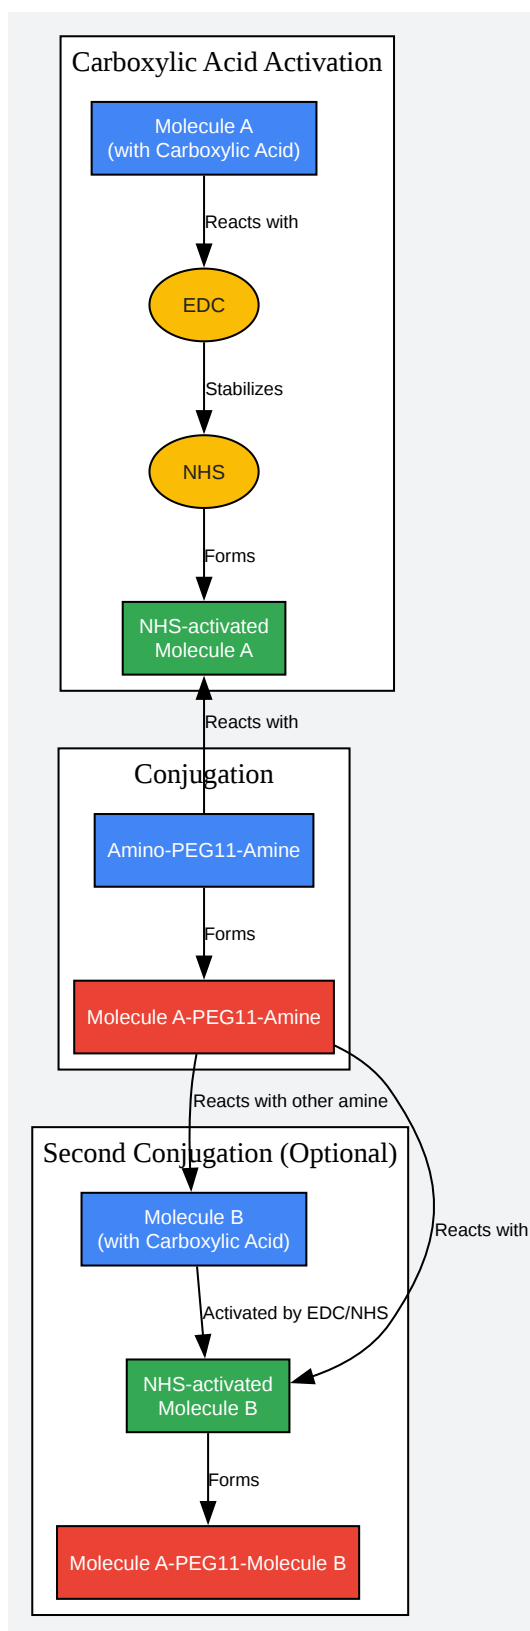 Carboxylic Acid Activation
Molecule A
(with Carboxylic Acid)
Reacts with
EDC
Stabilizes
NHS
Forms
NHS-activated
Molecule A
Reacts with
Conjugation
Amino-PEG11-Amine
Forms
Molecule A-PEG11-Amine
Reacts with other amine
Second Conjugation (Optional)
Molecule B
(with Carboxylic Acid)
Reacts with
Activated by EDC/NHS
NHS-activated
Molecule B
Forms
Molecule A-PEG11-Molecule B